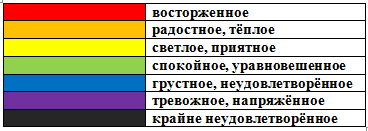 восторженное
радостное, тёплое
светлое, приятное
спокойное, уравновешенное
грустное, неудовлетворённое
тревожное, напряжённое
крайне неудовлетворённое